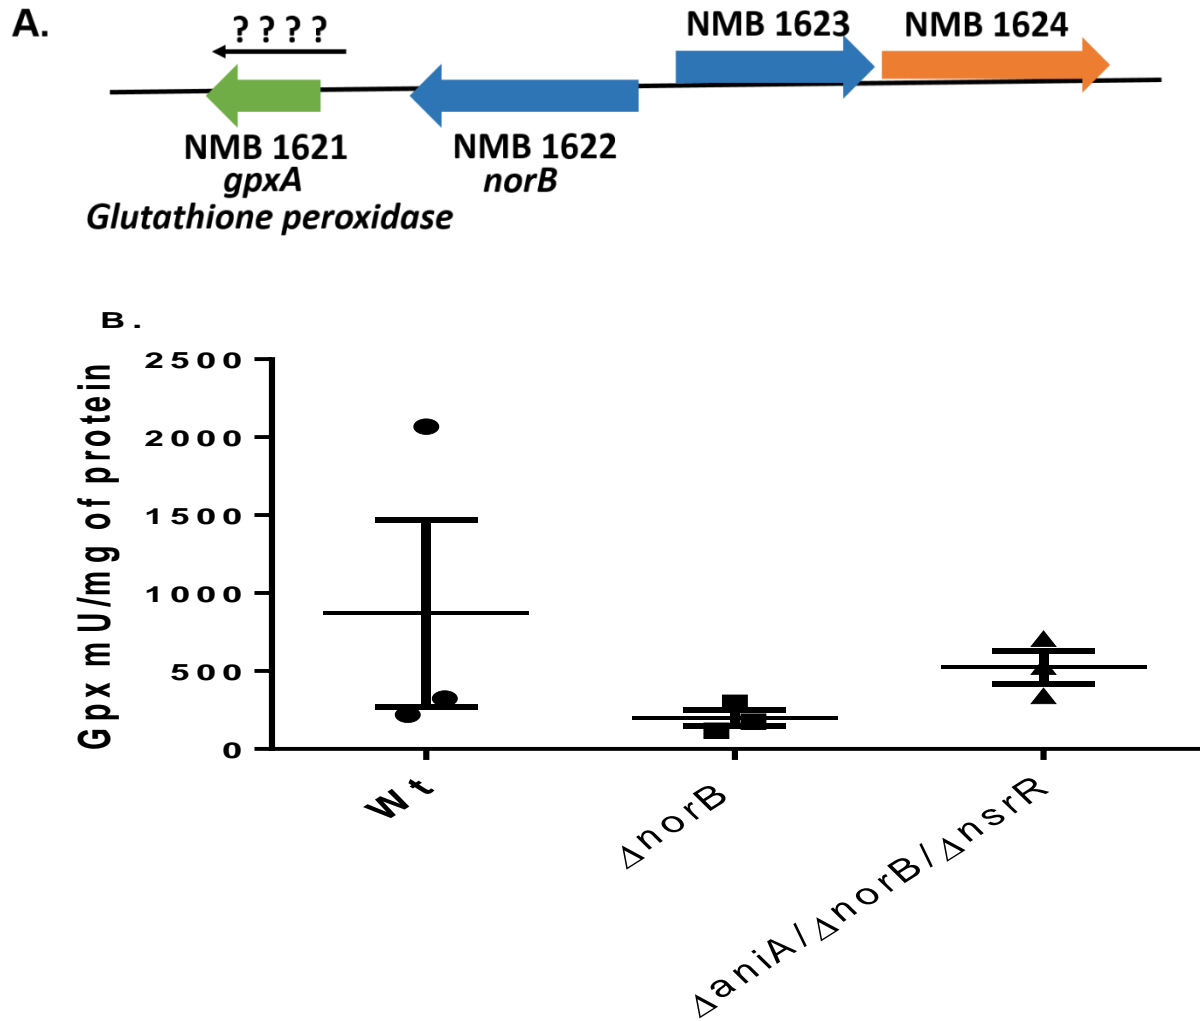 A.
? ? ? ?
NMB 1623
NMB 1624
NMB 1621
gpxA
Glutathione peroxidase
NMB 1622
norB
B.
Gpx mU/mg of protein
2500
2000
1500
1000
500
0
Wt
ΔnorB
ΔaniA/ΔnorB/ΔnsrR